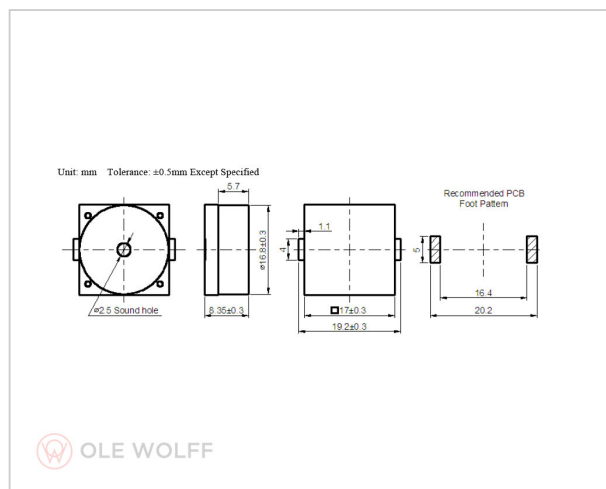 Unit: mm Tolerance: ±0.5mm Except Specified
5.7
Recommended PCB
Foot Pattern
1.1
4
ø16.8±0.3
5
ø2.5 Sound hole
8.35±0.3
□17±0.3
19.2±0.3
16.4
20.2
OLE WOLFF